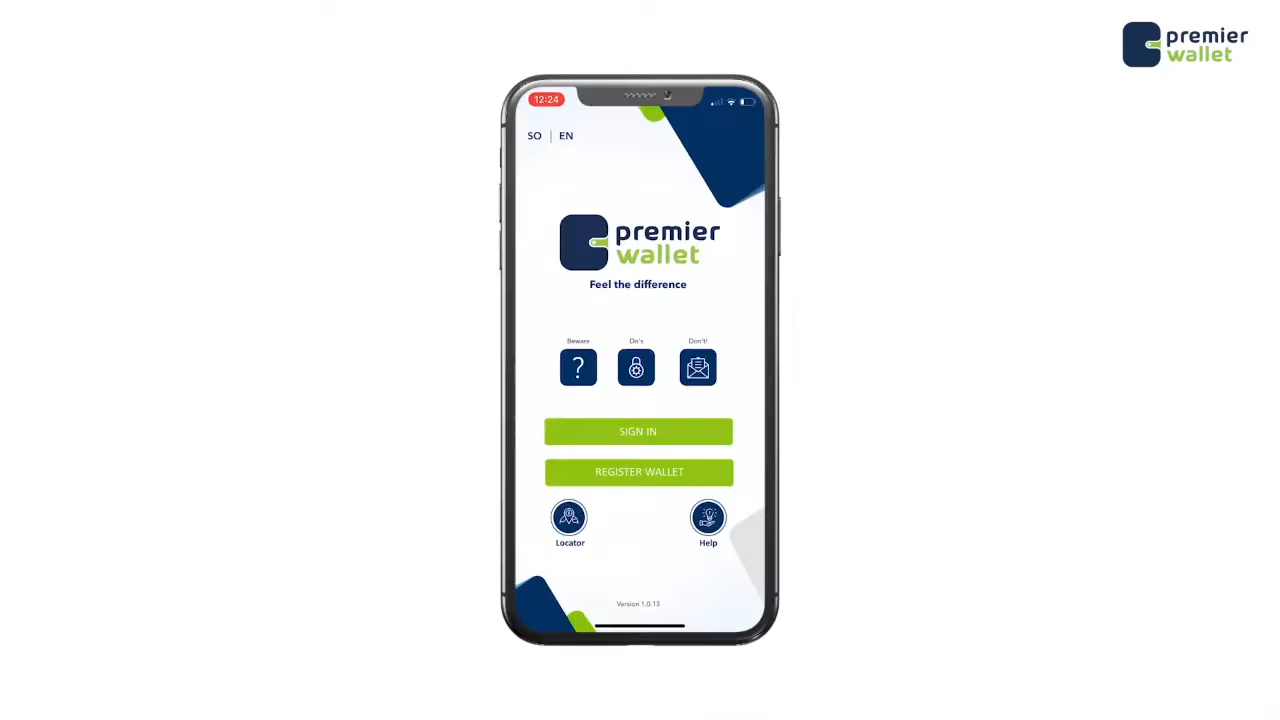 premier
wallet
12:24
SO | EN
premier
wallet
Feel the difference
Beware
Do's
Don't!
SIGN IN
REGISTER WALLET
Locator
Help
Version 1.0.13